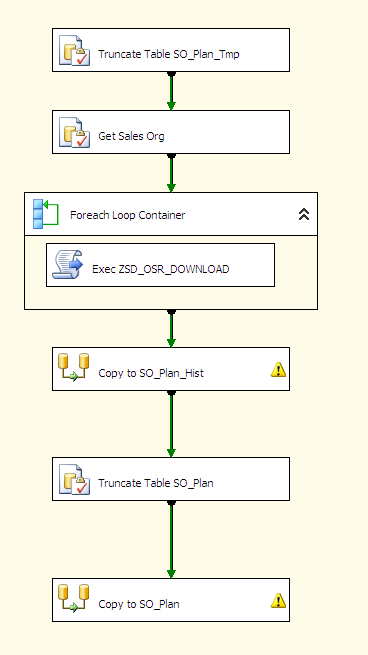 Truncate Table SO_Plan_Tmp
Get Sales Org
Foreach Loop Container
Exec ZSD_OSR_DOWNLOAD
Copy to SO_Plan_Hist
Truncate Table SO_Plan
Copy to SO_Plan